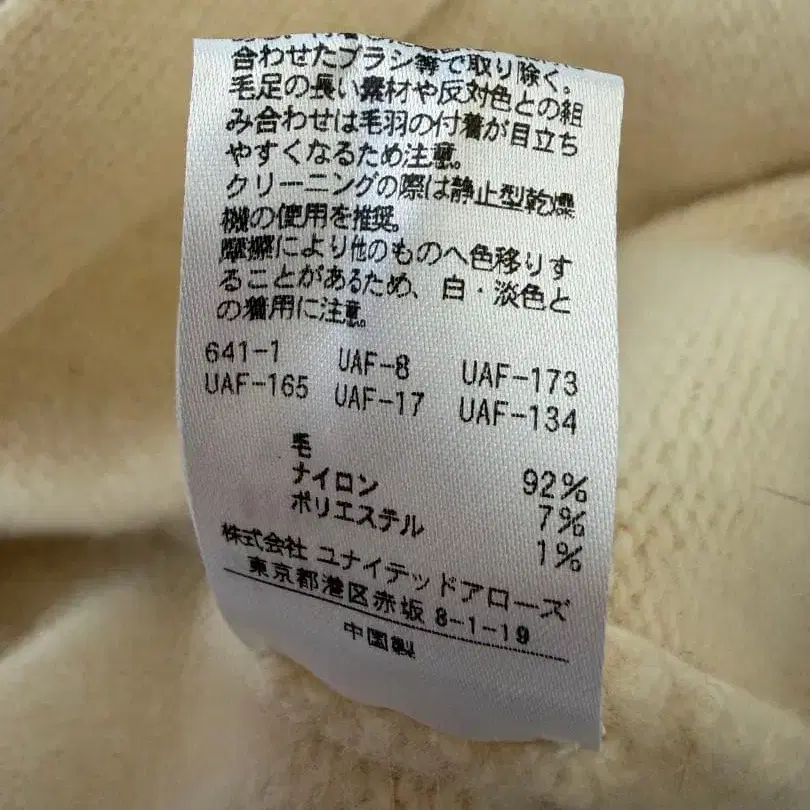 合わせたブラシ等で取り除く。
毛足の長い素材や反対色との組
み合わせは毛羽の付着が目立ち
やすくなるため注意。
クリーニングの際は静止型乾燥
機の使用を推奨。
摩擦により他のものへ色移りす
ることがあるため、白・淡色と
の着用に注意。
641-1 UAF-8 UAF-173
UAF-165 UAF-17 UAF-134
毛 92%
ナイロン 7%
ポリエステル 1%
株式会社 ユナイテッドアローズ
東京都港区赤坂 8-1-19
中国製